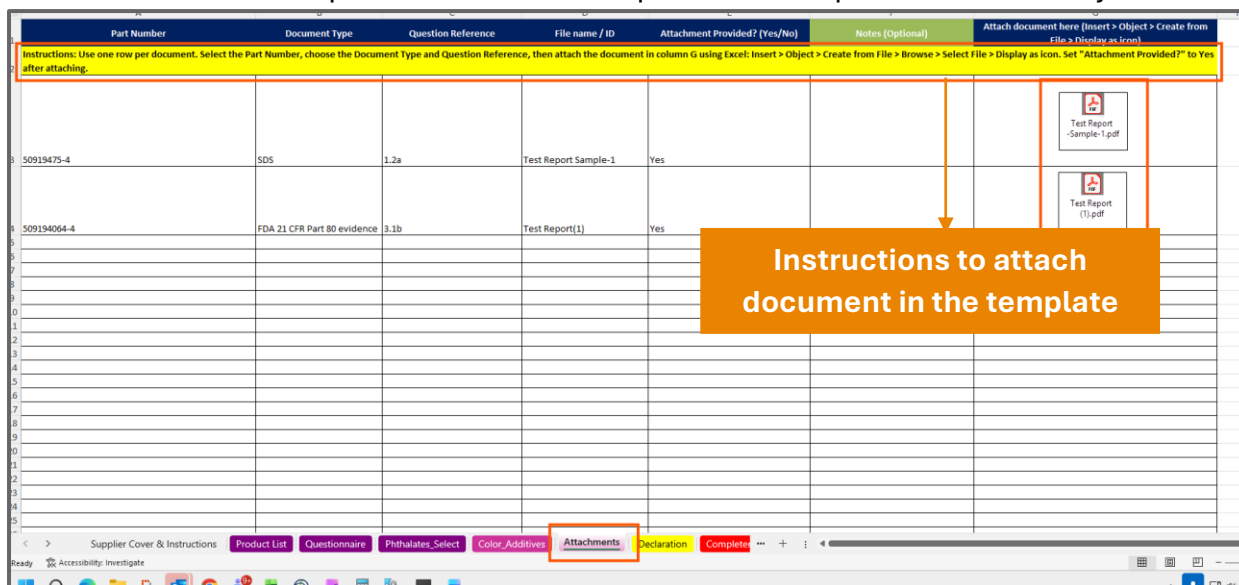 Part Number
Document Type
Question Reference
File name / ID
Attachment Provided? (Yes/No)
Notes (Optional)
Attach document here (Insert > Object > Create from
File > Display as icon)
Instructions: Use one row per document. Select the Part Number, choose the Document Type and Question Reference, then attach the document in column G using Excel: Insert > Object > Create from File > Browse > Select File > Display as icon. Set "Attachment Provided?" to Yes
after attaching.
Test Report
-Sample-1.pdf
3 50919475-4 SDS 1.2a Test Report Sample-1 Yes
Test Report
(1).pdf
4 509194064-4 FDA 21 CFR Part 80 evidence 3.1b Test Report(1) Yes
Instructions to attach
document in the template
Supplier Cover & Instructions Product List Questionnaire Phthalates_Select Color_Additives Attachments Declaration Complete
Accessibility: Investigate